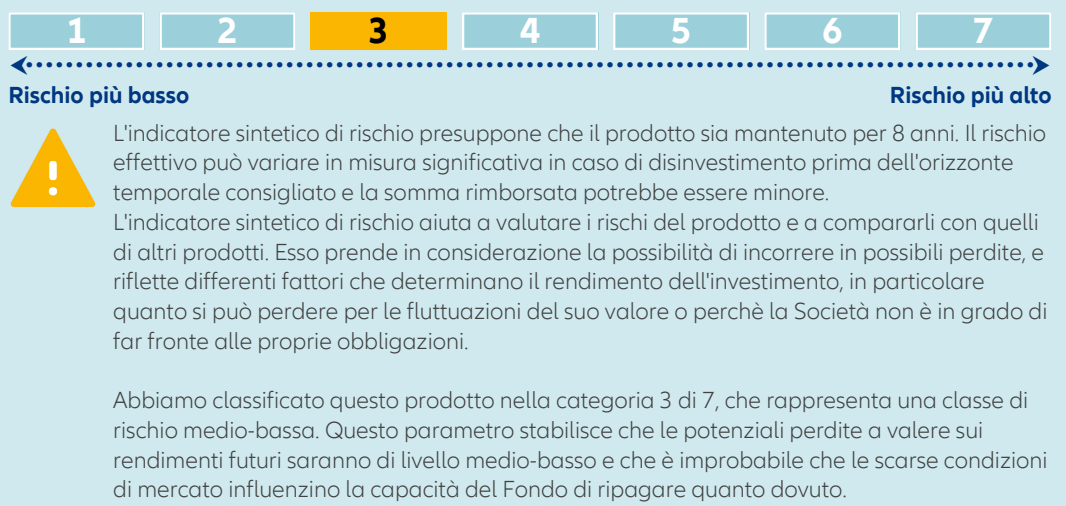 1 2 3 4 5 6 7
Rischio più basso Rischio più alto
L'indicatore sintetico di rischio presuppone che il prodotto sia mantenuto per 8 anni. Il rischio
effettivo può variare in misura significativa in caso di disinvestimento prima dell'orizzonte
temporale consigliato e la somma rimborsata potrebbe essere minore.
L'indicatore sintetico di rischio aiuta a valutare i rischi del prodotto e a compararli con quelli
di altri prodotti. Esso prende in considerazione la possibilità di incorrere in possibili perdite, e
riflette differenti fattori che determinano il rendimento dell'investimento, in particolare
quanto si può perdere per le fluttuazioni del suo valore o perchè la Società non è in grado di
far fronte alle proprie obbligazioni.
Abbiamo classificato questo prodotto nella categoria 3 di 7, che rappresenta una classe di
rischio medio-bassa. Questo parametro stabilisce che le potenziali perdite a valere sui
rendimenti futuri saranno di livello medio-basso e che è improbabile che le scarse condizioni
di mercato influenzino la capacità del Fondo di ripagare quanto dovuto.